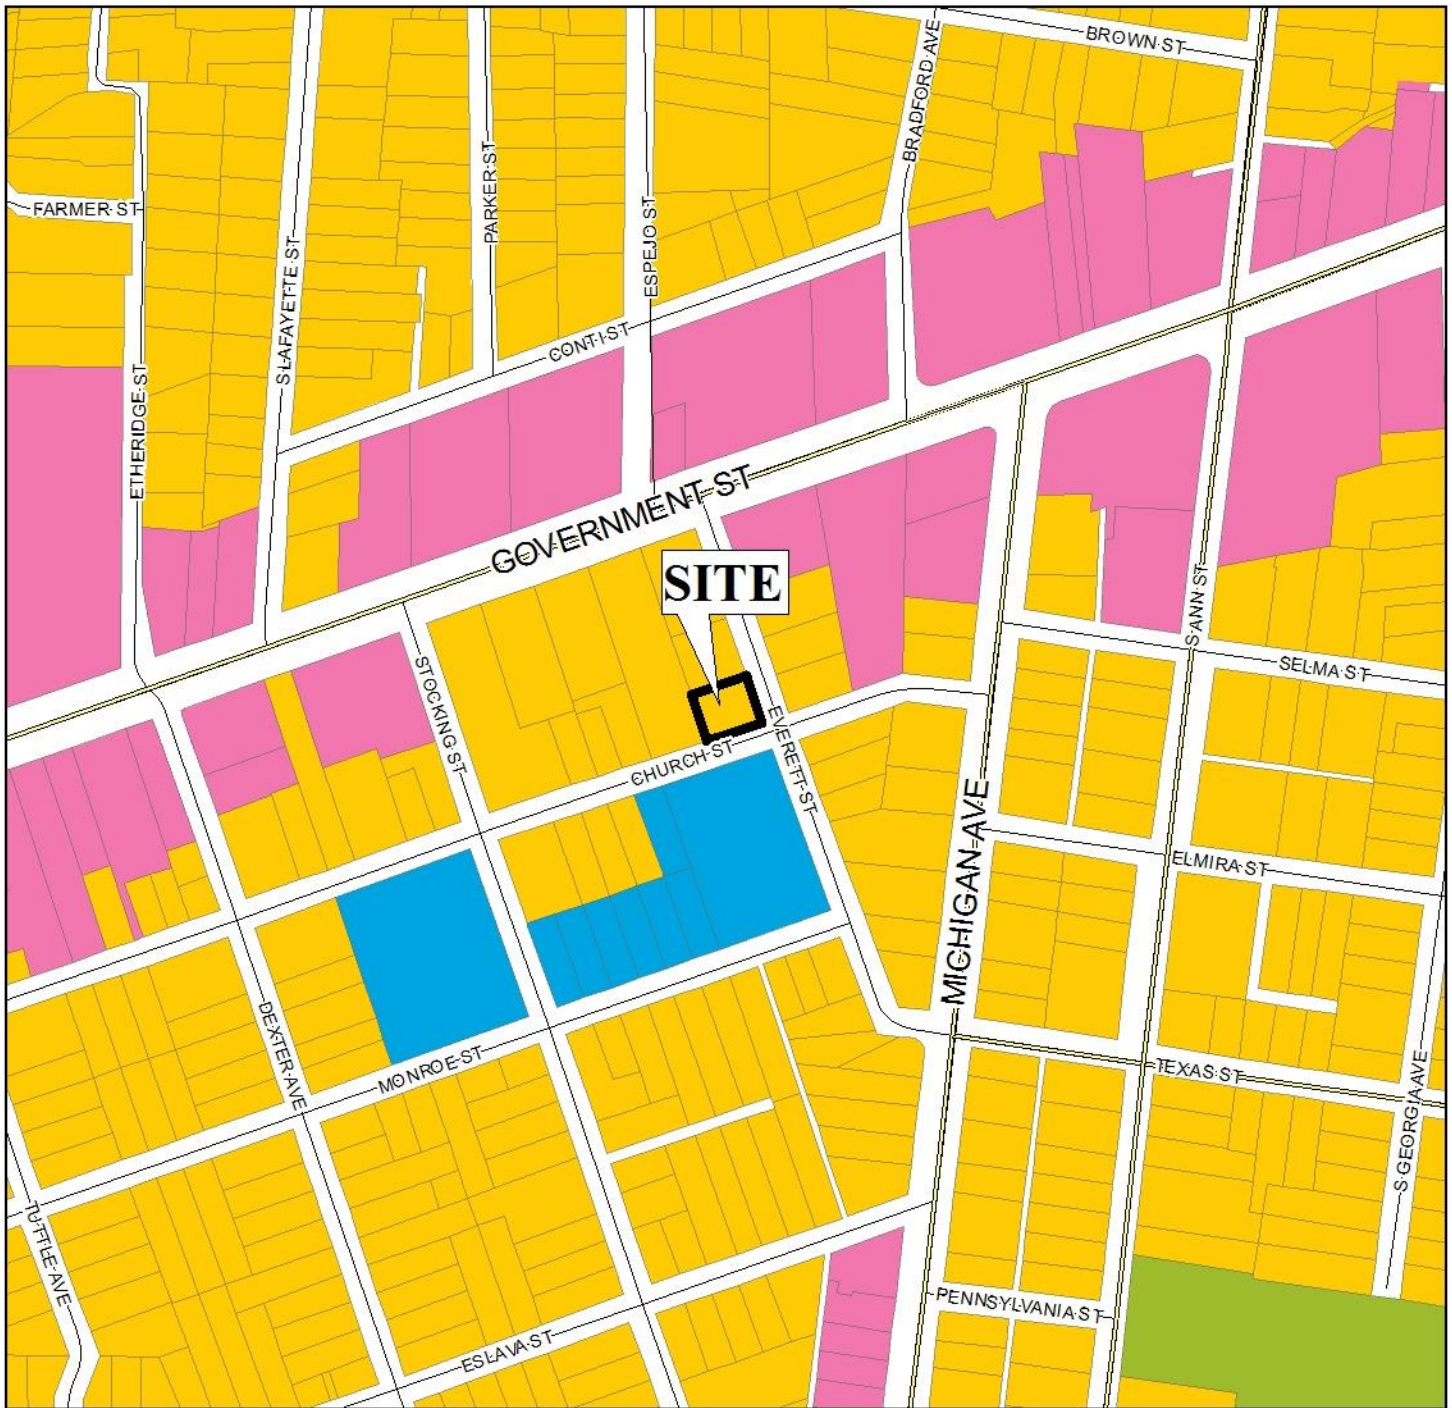 BROWN ST
BRADFORD AVE
FARMER ST
PARKER ST
ESPEJO ST
S LAFAYETTE ST
CONTI ST
ETHERIDGE ST
GOVERNMENT ST
SITE
S ANN ST
SELMA ST
STOCKING ST
EVERETT ST
CHURCH ST
MICHIGAN AVE
ELMIRA ST
DEXTER AVE
MONROE ST
TEXAS ST
S GEORGIA AVE
TUTTLE AVE
PENNSYLVANIA ST
ESLAVA ST